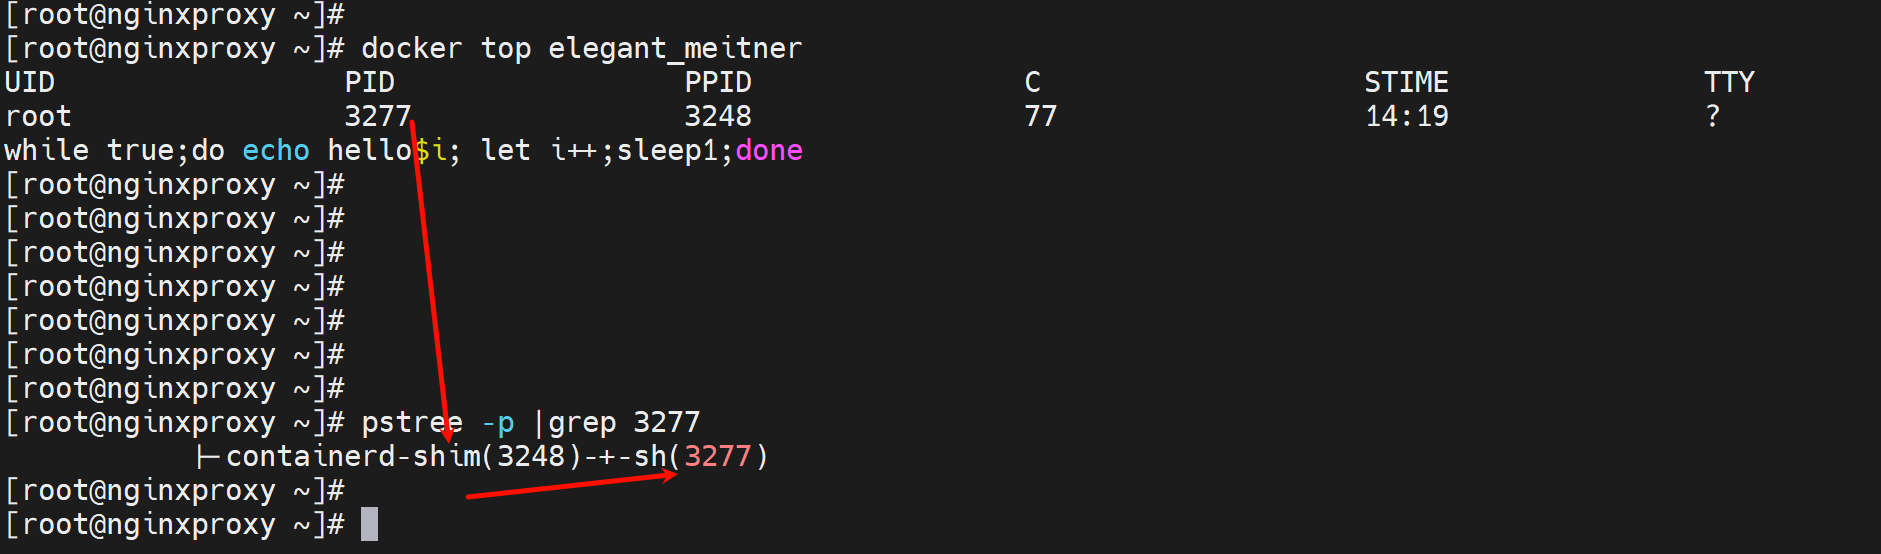 [root@nginxproxy ~]#
[root@nginxproxy ~]# docker top elegant_meitner
UID PID PPID C STIME TTY
root 3277 3248 77 14:19 ?
while true;do echo hello$i; let i++;sleep1;done
[root@nginxproxy ~]#
[root@nginxproxy ~]#
[root@nginxproxy ~]#
[root@nginxproxy ~]#
[root@nginxproxy ~]#
[root@nginxproxy ~]#
[root@nginxproxy ~]#
[root@nginxproxy ~]# pstree -p |grep 3277
|-containerd-shim(3248)-+-sh(3277)
[root@nginxproxy ~]#
[root@nginxproxy ~]#